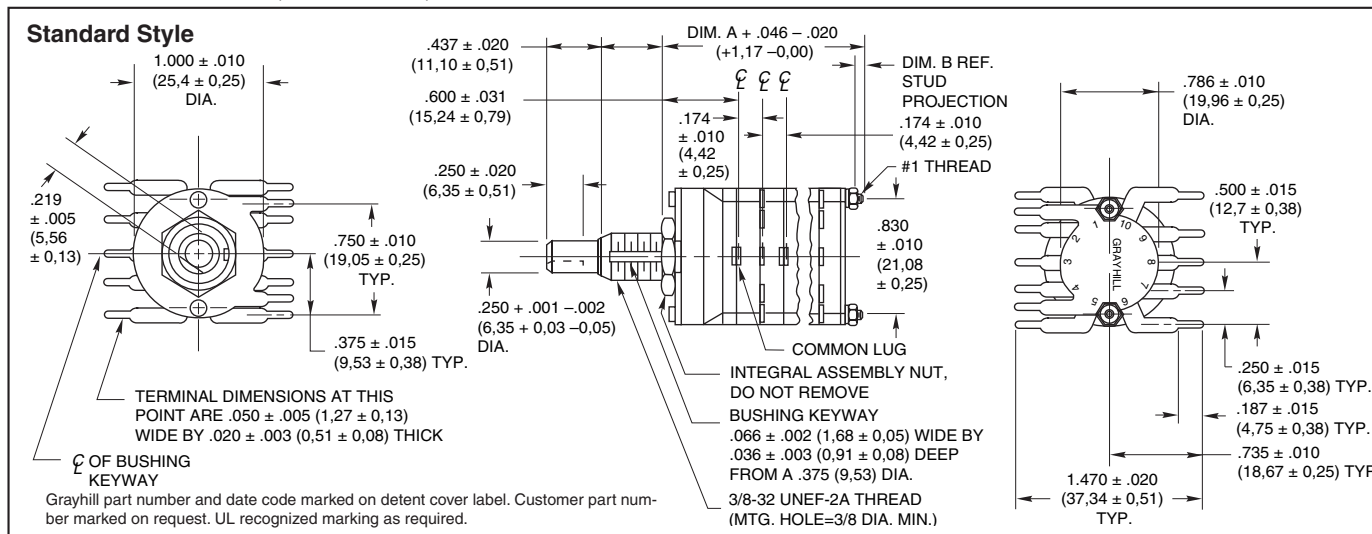 Standard Style
1.000 ± .010
(25,4 ± 0,25)
DIA.
.219
± .005
(5,56
± 0,13)
.750 ± .010
(19,05 ± 0,25)
TYP.
.375 ± .015
(9,53 ± 0,38) TYP.
TERMINAL DIMENSIONS AT THIS
POINT ARE .050 ± .005 (1,27 ± 0,13)
WIDE BY .020 ± .003 (0,51 ± 0,08) THICK
℄ OF BUSHING
KEYWAY
Grayhill part number and date code marked on detent cover label. Customer part num-
ber marked on request. UL recognized marking as required.
.437 ± .020
(11,10 ± 0,51)
DIM. A + .046 – .020
(+1,17 –0,00)
℄ ℄ ℄
DIM. B REF.
STUD
PROJECTION
.600 ± .031
(15,24 ± 0,79)
.174
± .010
(4,42
± 0,25)
.174 ± .010
(4,42 ± 0,25)
#1 THREAD
.250 ± .020
(6,35 ± 0,51)
.830
± .010
(21,08
± 0,25)
.250 + .001 –.002
(6,35 + 0,03 –0,05)
DIA.
COMMON LUG
INTEGRAL ASSEMBLY NUT,
DO NOT REMOVE
BUSHING KEYWAY
.066 ± .002 (1,68 ± 0,05) WIDE BY
.036 ± .003 (0,91 ± 0,08) DEEP
FROM A .375 (9,53) DIA.
3/8-32 UNEF-2A THREAD
(MTG. HOLE=3/8 DIA. MIN.)
.786 ± .010
(19,96 ± 0,25)
DIA.
.500 ± .015
(12,7 ± 0,38)
TYP.
1 10
2 9
3 8
4 7
5 6
GRAYHILL
.250 ± .015
(6,35 ± 0,38) TYP.
.187 ± .015
(4,75 ± 0,38) TYP.
.735 ± .010
(18,67 ± 0,25) TYP
1.470 ± .020
(37,34 ± 0,51)
TYP.